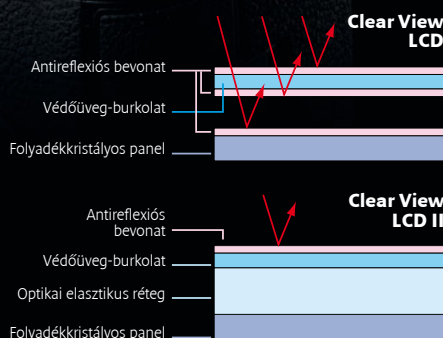 Clear View
LCD
Antireflexiós bevonat
Védőüveg-burkolat
Folyadékkristályos panel
Clear View
LCD II
Antireflexiós
bevonat
Védőüveg-burkolat
Optikai elasztikus réteg
Folyadékkristályos panel